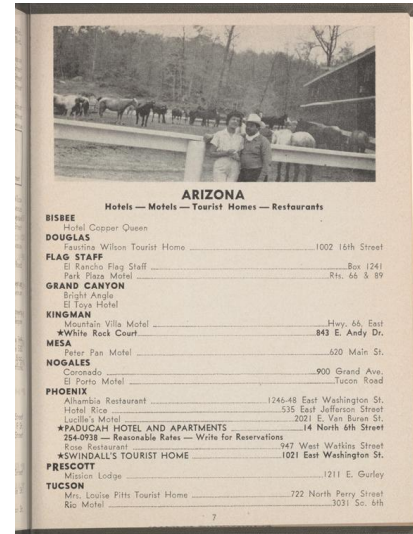 ARIZONA
Hotels — Motels — Tourist Homes — Restaurants
BISBEE
Hotel Copper Queen
DOUGLAS
Faustina Wilson Tourist Home 1002 16th Street
FLAG STAFF
El Rancho Flag Staff Box 1241
Park Plaza Motel Rts. 66 & 89
GRAND CANYON
Bright Angle
El Toya Hotel
KINGMAN
Mountain Villa Motel Hwy. 66, East
★White Rock Court 843 E. Andy Dr.
MESA
Peter Pan Motel 620 Main St.
NOGALES
Coronado 900 Grand Ave.
El Porto Motel Tucon Road
PHOENIX
Alhambia Restaurant 1246-48 East Washington St.
Hotel Rice 535 East Jefferson Street
Lucille's Motel 2021 E. Van Buren St.
★PADUCAH HOTEL AND APARTMENTS 14 North 6th Street
254-0938 — Reasonable Rates — Write for Reservations
Rose Restaurant 947 West Watkins Street
★SWINDALL'S TOURIST HOME 1021 East Washington St.
PRESCOTT
Mission Lodge 1211 E. Gurley
TUCSON
Mrs. Louise Pitts Tourist Home 722 North Perry Street
Rio Motel 3031 So. 6th
7